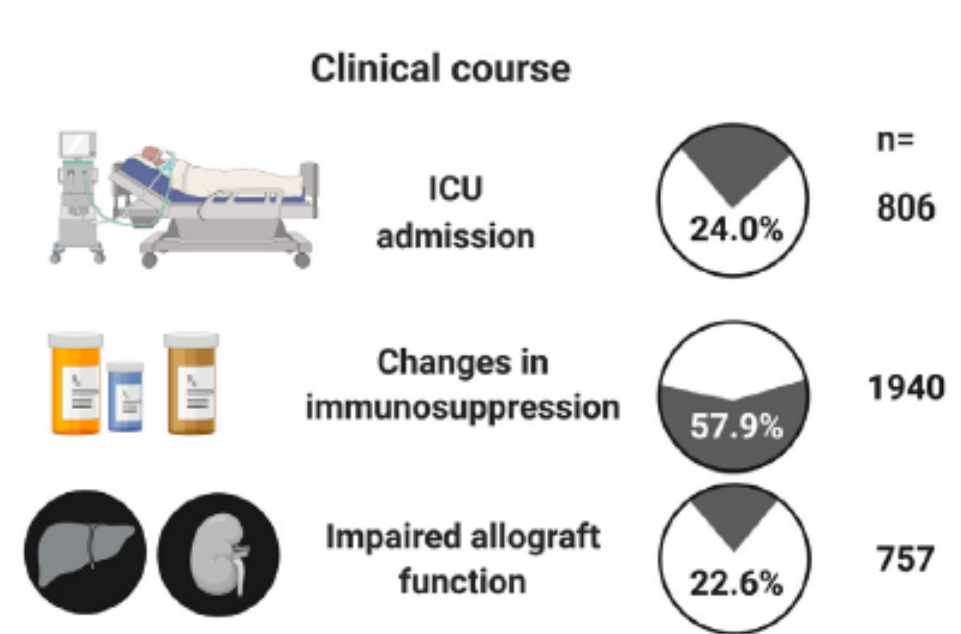 Clinical course
n=
ICU
admission
24.0%
806
Changes in
immunosuppression
57.9%
1940
Impaired allograft
function
22.6%
757